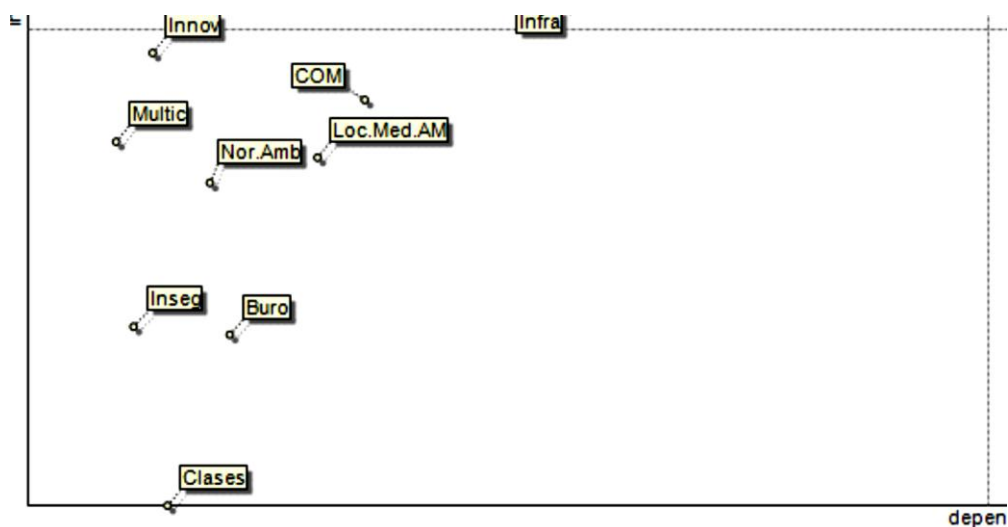 Innov
Infra
COM
Multic
Loc.Med.AM
Nor.Amb
Inseg
Buro
Clases
depen